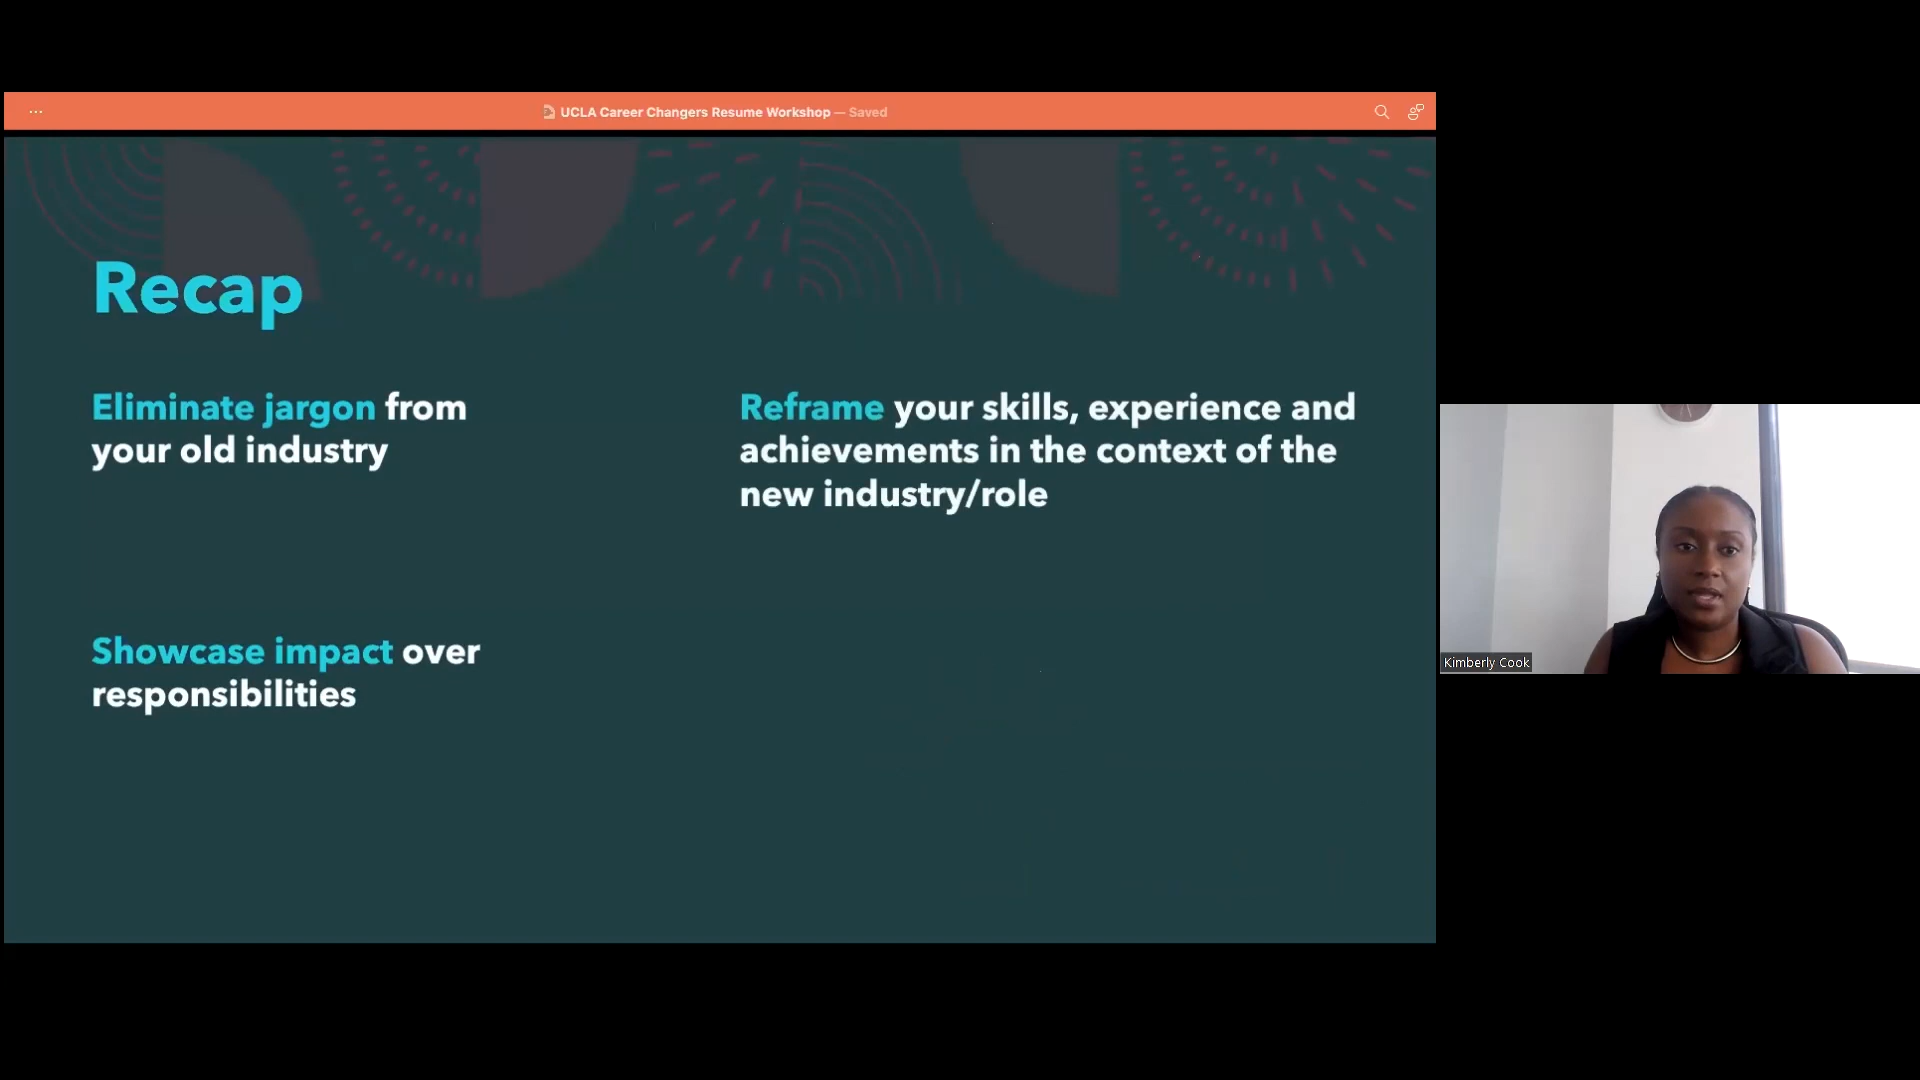 UCLA Career Changers Resume Workshop — Saved
Recap
Eliminate jargon from
your old industry
Reframe your skills, experience and
achievements in the context of the
new industry/role
Showcase impact over
responsibilities
Kimberly Cook